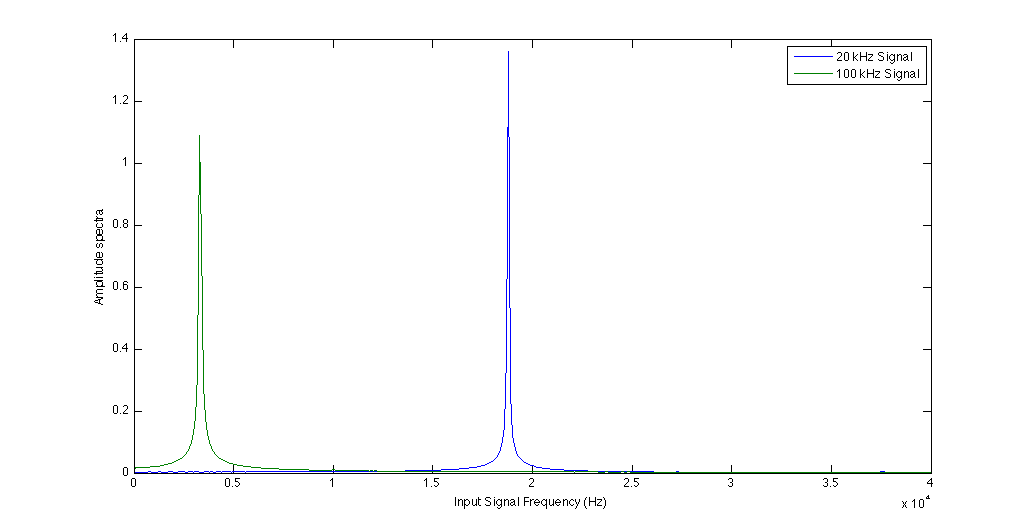 1.4
1.2
1
0.8
0.6
0.4
0.2
0
Amplitude spectra
20 kHz Signal
100 kHz Signal
0 0.5 1 1.5 2 2.5 3 3.5 4
x 10⁴
Input Signal Frequency (Hz)